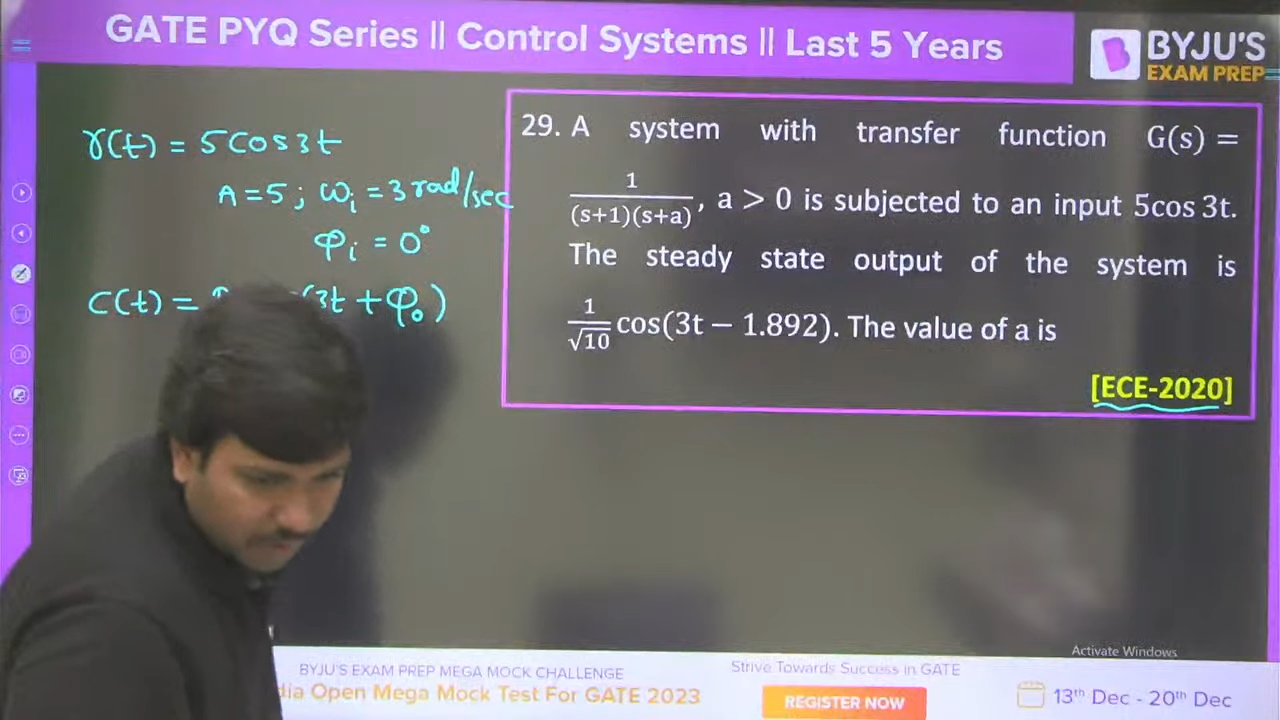 GATE PYQ Series || Control Systems || Last 5 Years
BYJU'S
EXAM PREP
r(t) = 5 Cos 3t
A = 5 ; ωi = 3 rad/sec
φi = 0°
C(t) = (3t + φo)
29. A system with transfer function G(s) =
1/((s+1)(s+a)), a > 0 is subjected to an input 5cos 3t.
The steady state output of the system is
1/√10 cos(3t − 1.892). The value of a is
[ECE-2020]
Activate Windows
BYJU'S EXAM PREP MEGA MOCK CHALLENGE
Open Mega Mock Test For GATE 2023
Strive Towards Success in GATE
REGISTER NOW
13th Dec - 20th Dec